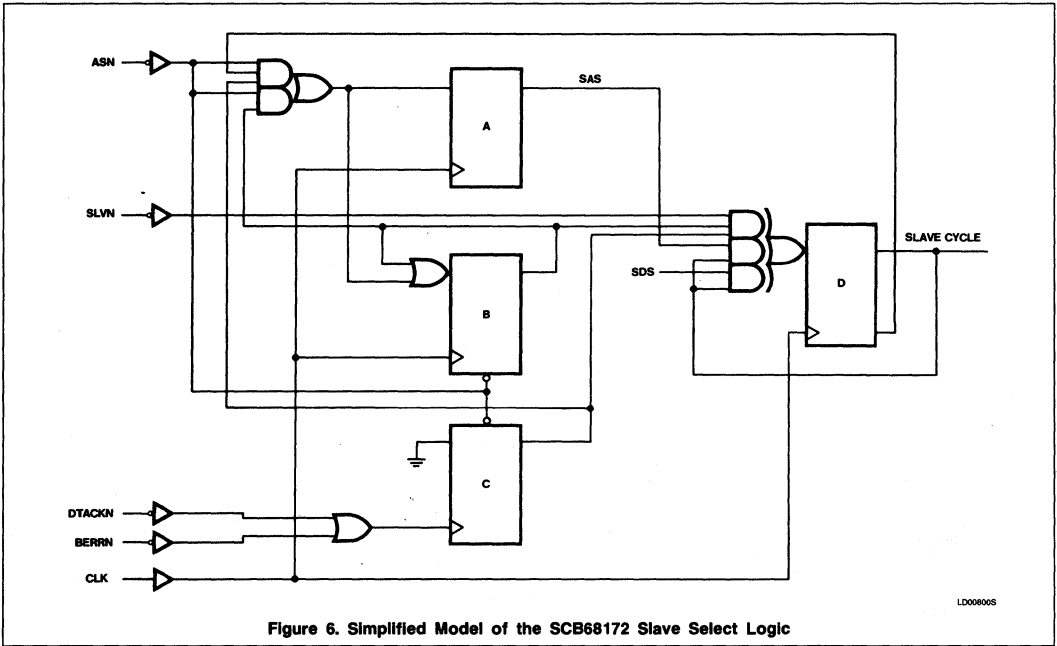 ASN
SAS
A
SLVN
SLAVE CYCLE
SDS
D
B
C
DTACKN
BERRN
CLK
LD00800S
Figure 6. Simplified Model of the SCB68172 Slave Select Logic